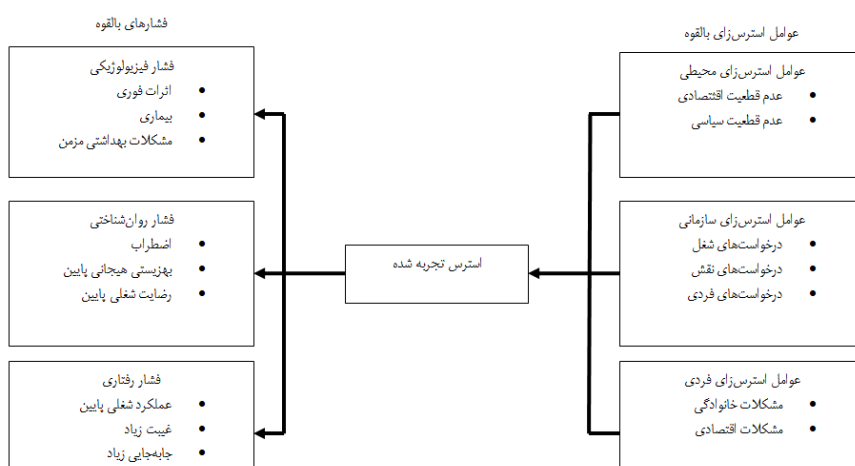 عوامل استرس‌زای بالقوه
عوامل استرس‌زای محیطی
عدم قطعیت اقتصادی
عدم قطعیت سیاسی
عوامل استرس‌زای سازمانی
درخواست‌های شغل
درخواست‌های نقش
درخواست‌های فردی
عوامل استرس‌زای فردی
مشکلات خانوادگی
مشکلات اقتصادی
استرس تجربه شده
فشارهای بالقوه
فشار فیزیولوژیکی
اثرات فوری
بیماری
مشکلات بهداشتی مزمن
فشار روان‌شناختی
اضطراب
بهزیستی هیجانی پایین
رضایت شغلی پایین
فشار رفتاری
عملکرد شغلی پایین
غیبت زیاد
جابه‌جایی زیاد